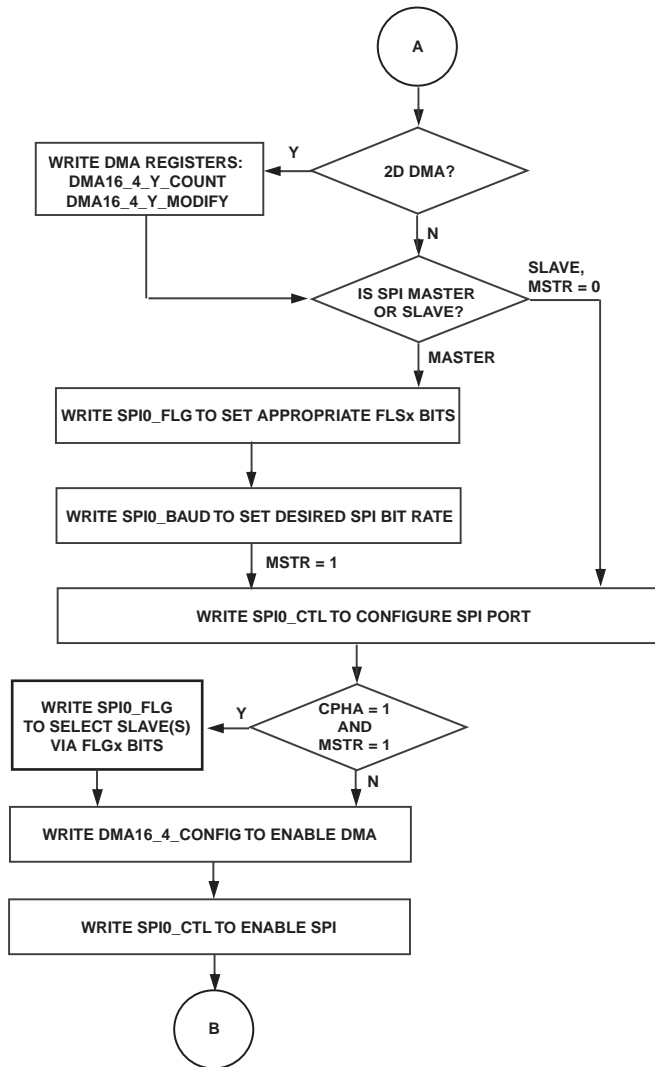 A
2D DMA?
Y
WRITE DMA REGISTERS:
DMA16_4_Y_COUNT
DMA16_4_Y_MODIFY
N
IS SPI MASTER
OR SLAVE?
SLAVE,
MSTR = 0
MASTER
WRITE SPI0_FLG TO SET APPROPRIATE FLSx BITS
WRITE SPI0_BAUD TO SET DESIRED SPI BIT RATE
MSTR = 1
WRITE SPI0_CTL TO CONFIGURE SPI PORT
CPHA = 1
AND
MSTR = 1
Y
WRITE SPI0_FLG
TO SELECT SLAVE(S)
VIA FLGx BITS
N
WRITE DMA16_4_CONFIG TO ENABLE DMA
WRITE SPI0_CTL TO ENABLE SPI
B